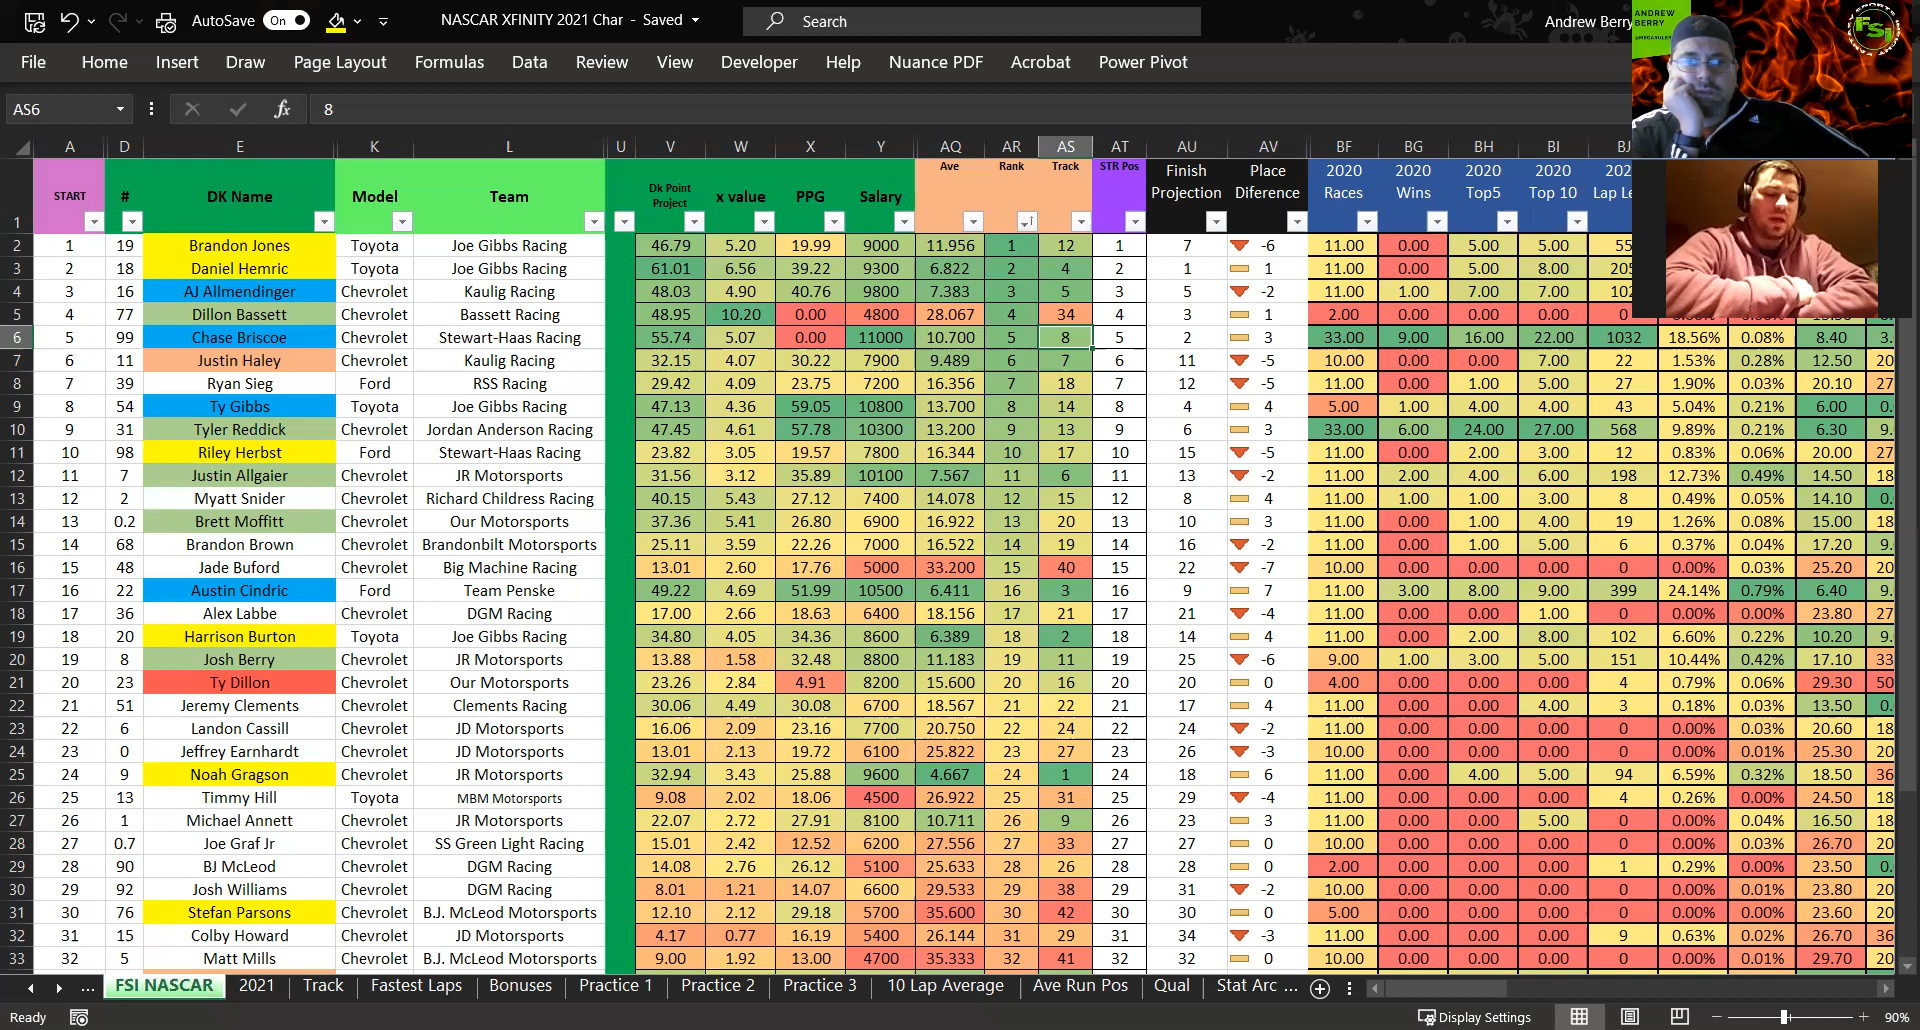 AutoSave On NASCAR XFINITY 2021 Char - Saved Search Andrew Berry
ANDREW BERRY
FSi
File Home Insert Draw Page Layout Formulas Data Review View Developer Help Nuance PDF Acrobat Power Pivot
AS6 fx 8
A D E K L U V W X Y AQ AR AS AT AU AV BF BG BH BI BJ
1 START # DK Name Model Team Dk Point Project x value PPG Salary Ave Rank Track STR Pos Finish Projection Place Diference 2020 Races 2020 Wins 2020 Top5 2020 Top 10 Lap Le
2 1 19 Brandon Jones Toyota Joe Gibbs Racing 46.79 5.20 19.99 9000 11.956 1 12 1 7 -6 11.00 0.00 5.00 5.00 55
3 2 18 Daniel Hemric Toyota Joe Gibbs Racing 61.01 6.56 39.22 9300 6.822 2 4 2 1 1 11.00 0.00 5.00 8.00 205
4 3 16 AJ Allmendinger Chevrolet Kaulig Racing 48.03 4.90 40.76 9800 7.383 3 5 3 5 -2 11.00 1.00 7.00 7.00 102
5 4 77 Dillon Bassett Chevrolet Bassett Racing 48.95 10.20 0.00 4800 28.067 4 34 4 3 1 2.00 0.00 0.00 0.00 0
6 5 99 Chase Briscoe Chevrolet Stewart-Haas Racing 55.74 5.07 0.00 11000 10.700 5 8 5 2 3 33.00 9.00 16.00 22.00 1032 18.56% 0.08% 8.40 3.
7 6 11 Justin Haley Chevrolet Kaulig Racing 32.15 4.07 30.22 7900 9.489 6 7 6 11 -5 10.00 0.00 0.00 7.00 22 1.53% 0.28% 12.50 20
8 7 39 Ryan Sieg Ford RSS Racing 29.42 4.09 23.75 7200 16.356 7 18 7 12 -5 11.00 0.00 1.00 5.00 27 1.90% 0.03% 20.10 27
9 8 54 Ty Gibbs Toyota Joe Gibbs Racing 47.13 4.36 59.05 10800 13.700 8 14 8 4 4 5.00 1.00 4.00 4.00 43 5.04% 0.21% 6.00 0.
10 9 31 Tyler Reddick Chevrolet Jordan Anderson Racing 47.45 4.61 57.78 10300 13.200 9 13 9 6 3 33.00 6.00 24.00 27.00 568 9.89% 0.21% 6.30 9.
11 10 98 Riley Herbst Ford Stewart-Haas Racing 23.82 3.05 19.57 7800 16.344 10 17 10 15 -5 11.00 0.00 2.00 3.00 12 0.83% 0.06% 20.00 27
12 11 7 Justin Allgaier Chevrolet JR Motorsports 31.56 3.12 35.89 10100 7.567 11 6 11 13 -2 11.00 2.00 4.00 6.00 198 12.73% 0.49% 14.50 18
13 12 2 Myatt Snider Chevrolet Richard Childress Racing 40.15 5.43 27.12 7400 14.078 12 15 12 8 4 11.00 1.00 1.00 3.00 8 0.49% 0.05% 14.10 0.
14 13 0.2 Brett Moffitt Chevrolet Our Motorsports 37.36 5.41 26.80 6900 16.922 13 20 13 10 3 11.00 0.00 1.00 4.00 19 1.26% 0.08% 15.00 18
15 14 68 Brandon Brown Chevrolet Brandonbilt Motorsports 25.11 3.59 22.26 7000 16.522 14 19 14 16 -2 11.00 0.00 1.00 5.00 6 0.37% 0.04% 17.20 9.
16 15 48 Jade Buford Chevrolet Big Machine Racing 13.01 2.60 17.76 5000 33.200 15 40 15 22 -7 10.00 0.00 0.00 0.00 0 0.00% 0.03% 25.20 20
17 16 22 Austin Cindric Ford Team Penske 49.22 4.69 51.99 10500 6.411 16 3 16 9 7 11.00 3.00 8.00 9.00 399 24.14% 0.79% 6.40 9.
18 17 36 Alex Labbe Chevrolet DGM Racing 17.00 2.66 18.63 6400 18.156 17 21 17 21 -4 11.00 0.00 0.00 1.00 0 0.00% 0.00% 23.80 27
19 18 20 Harrison Burton Toyota Joe Gibbs Racing 34.80 4.05 34.36 8600 6.389 18 2 18 14 4 11.00 0.00 2.00 8.00 102 6.60% 0.22% 10.20 9.
20 19 8 Josh Berry Chevrolet JR Motorsports 13.88 1.58 32.48 8800 11.183 19 11 19 25 -6 9.00 1.00 3.00 5.00 151 10.44% 0.42% 17.10 33
21 20 23 Ty Dillon Chevrolet Our Motorsports 23.26 2.84 4.91 8200 15.600 20 16 20 20 0 4.00 0.00 0.00 0.00 4 0.79% 0.06% 29.30 50
22 21 51 Jeremy Clements Chevrolet Clements Racing 30.06 4.49 30.08 6700 18.567 21 22 21 17 4 11.00 0.00 0.00 4.00 3 0.18% 0.03% 13.50 0.
23 22 6 Landon Cassill Chevrolet JD Motorsports 16.06 2.09 23.16 7700 20.750 22 24 22 24 -2 11.00 0.00 0.00 0.00 0 0.00% 0.03% 20.60 18
24 23 0 Jeffrey Earnhardt Chevrolet JD Motorsports 13.01 2.13 19.72 6100 25.822 23 27 23 26 -3 10.00 0.00 0.00 0.00 0 0.00% 0.01% 25.30 20
25 24 9 Noah Gragson Chevrolet JR Motorsports 32.94 3.43 25.88 9600 4.667 24 1 24 18 6 11.00 0.00 4.00 5.00 94 6.59% 0.32% 18.50 36
26 25 13 Timmy Hill Toyota MBM Motorsports 9.08 2.02 18.06 4500 26.922 25 31 25 29 -4 11.00 0.00 0.00 0.00 4 0.26% 0.00% 24.50 18
27 26 1 Michael Annett Chevrolet JR Motorsports 22.07 2.72 27.91 8100 10.711 26 9 26 23 3 11.00 0.00 0.00 5.00 0 0.00% 0.04% 16.50 18
28 27 0.7 Joe Graf Jr Chevrolet SS Green Light Racing 15.01 2.42 12.52 6200 27.556 27 33 27 27 0 10.00 0.00 0.00 0.00 0 0.00% 0.03% 26.70 20
29 28 90 BJ McLeod Chevrolet DGM Racing 14.08 2.76 26.12 5100 25.633 28 26 28 28 0 2.00 0.00 0.00 0.00 1 0.29% 0.00% 23.50 0.
30 29 92 Josh Williams Chevrolet DGM Racing 8.01 1.21 14.07 6600 29.533 29 38 29 31 -2 10.00 0.00 0.00 0.00 0 0.00% 0.01% 23.80 20
31 30 76 Stefan Parsons Chevrolet B.J. McLeod Motorsports 12.10 2.12 29.18 5700 35.600 30 42 30 30 0 5.00 0.00 0.00 0.00 0 0.00% 0.00% 23.60 20
32 31 15 Colby Howard Chevrolet JD Motorsports 4.17 0.77 16.19 5400 26.144 31 29 31 34 -3 11.00 0.00 0.00 0.00 9 0.63% 0.02% 26.70 36
33 32 5 Matt Mills Chevrolet B.J. McLeod Motorsports 9.00 1.92 13.00 4700 35.333 32 41 32 32 0 10.00 0.00 0.00 0.00 0 0.00% 0.00% 29.70 20
... FSI NASCAR 2021 Track Fastest Laps Bonuses Practice 1 Practice 2 Practice 3 10 Lap Average Ave Run Pos Qual Stat Arc ...
Ready Display Settings 90%